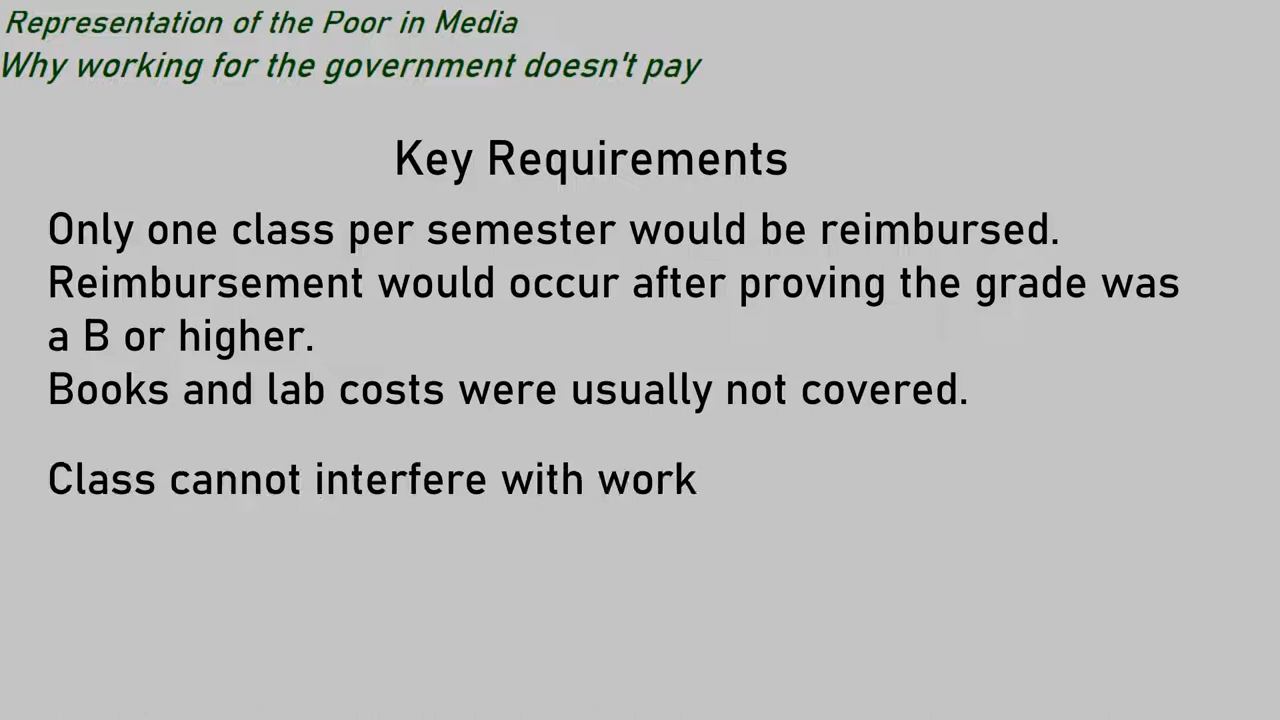 Representation of the Poor in Media
Why working for the government doesn't pay
Key Requirements
Only one class per semester would be reimbursed.
Reimbursement would occur after proving the grade was
a B or higher.
Books and lab costs were usually not covered.
Class cannot interfere with work